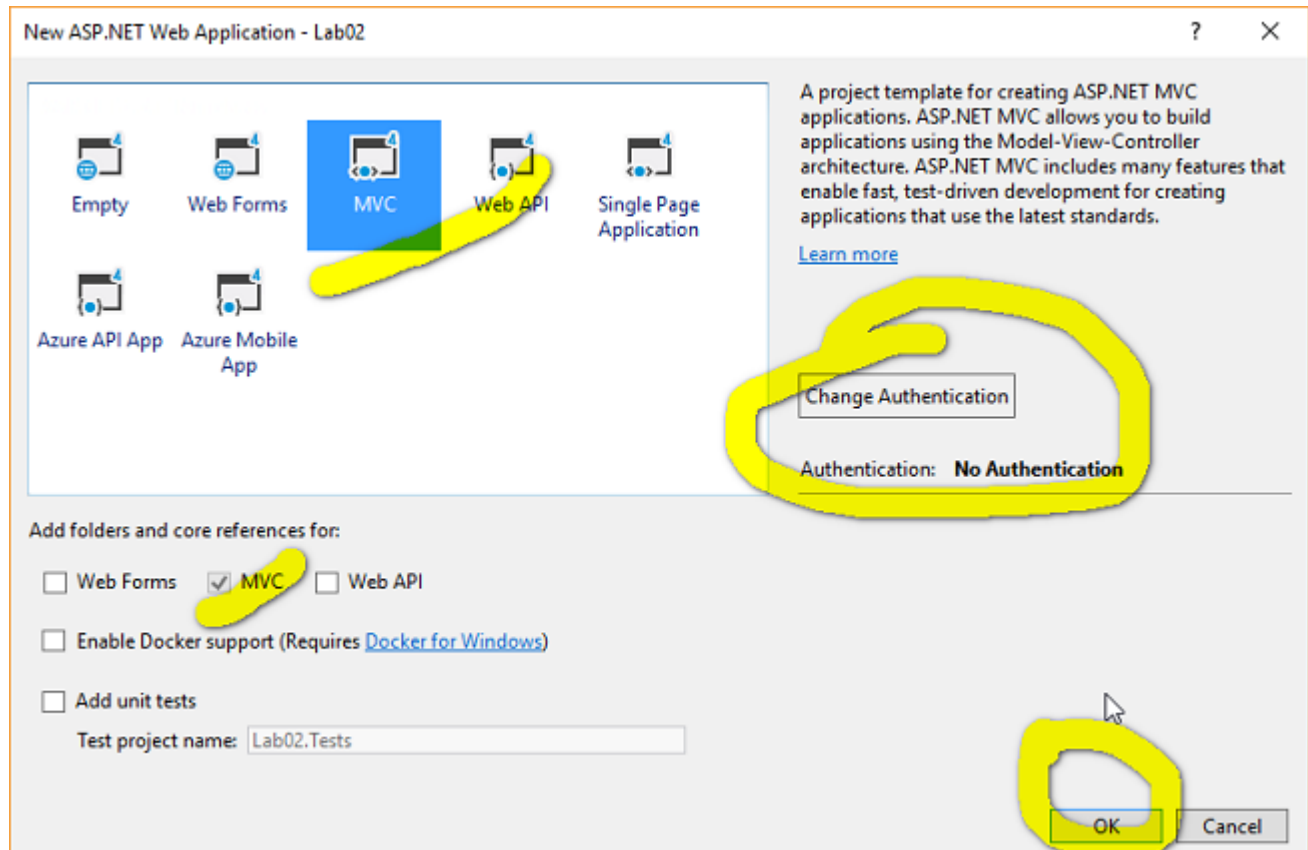 New ASP.NET Web Application - Lab02
Empty
Web Forms
MVC
Web API
Single Page
Application
Azure API App
Azure Mobile
App
A project template for creating ASP.NET MVC
applications. ASP.NET MVC allows you to build
applications using the Model-View-Controller
architecture. ASP.NET MVC includes many features that
enable fast, test-driven development for creating
applications that use the latest standards.
Learn more
Change Authentication
Authentication: No Authentication
Add folders and core references for:
Web Forms MVC Web API
Enable Docker support (Requires Docker for Windows)
Add unit tests
Test project name: Lab02.Tests
OK Cancel